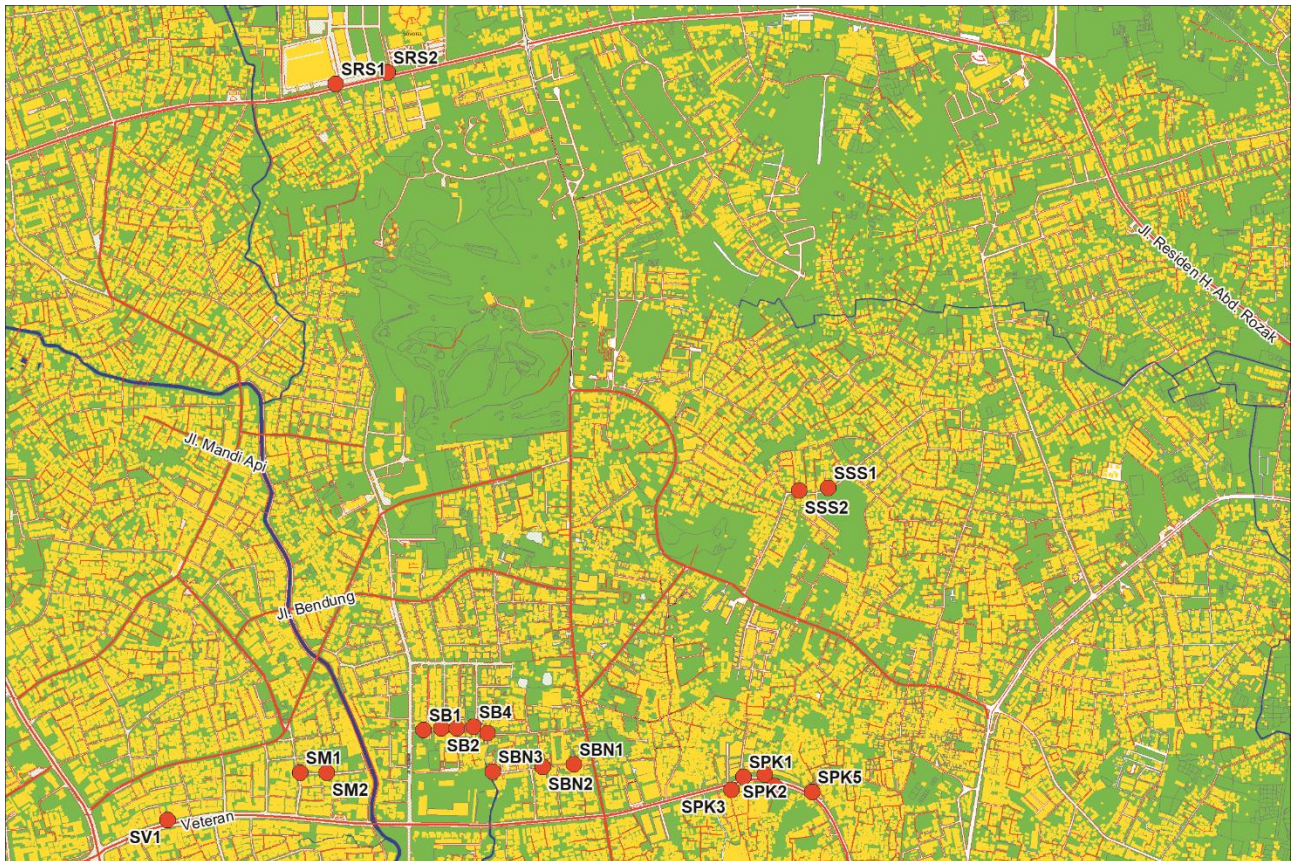 SRS1
SRS2
Jl. Residen H. Abd. Rozak
Jl. Mandi Api
SSS1
SSS2
Jl. Bendung
SB1
SB4
SB2
SM1
SM2
SBN3
SBN1
SBN2
SPK1
SPK2
SPK3
SPK5
SV1
Veteran